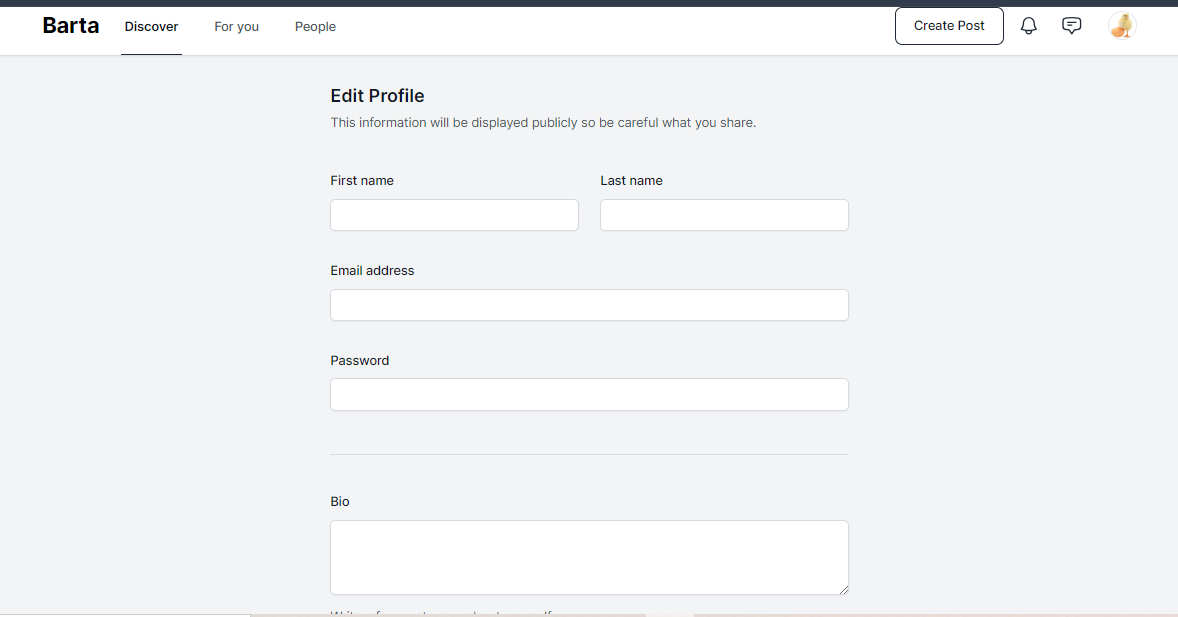 Barta Discover For you People Create Post
Edit Profile
This information will be displayed publicly so be careful what you share.
First name Last name
Email address
Password
Bio